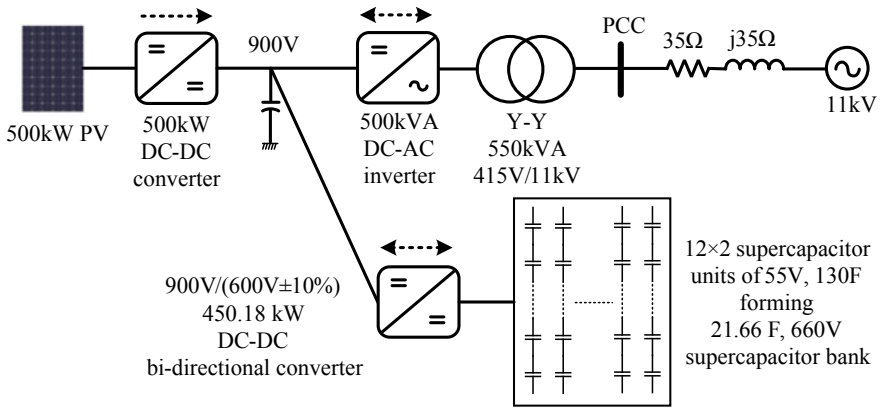 900V
PCC
35Ω
j35Ω
11kV
500kW PV
500kW
DC-DC
converter
500kVA
DC-AC
inverter
Y-Y
550kVA
415V/11kV
900V/(600V±10%)
450.18 kW
DC-DC
bi-directional converter
12×2 supercapacitor
units of 55V, 130F
forming
21.66 F, 660V
supercapacitor bank